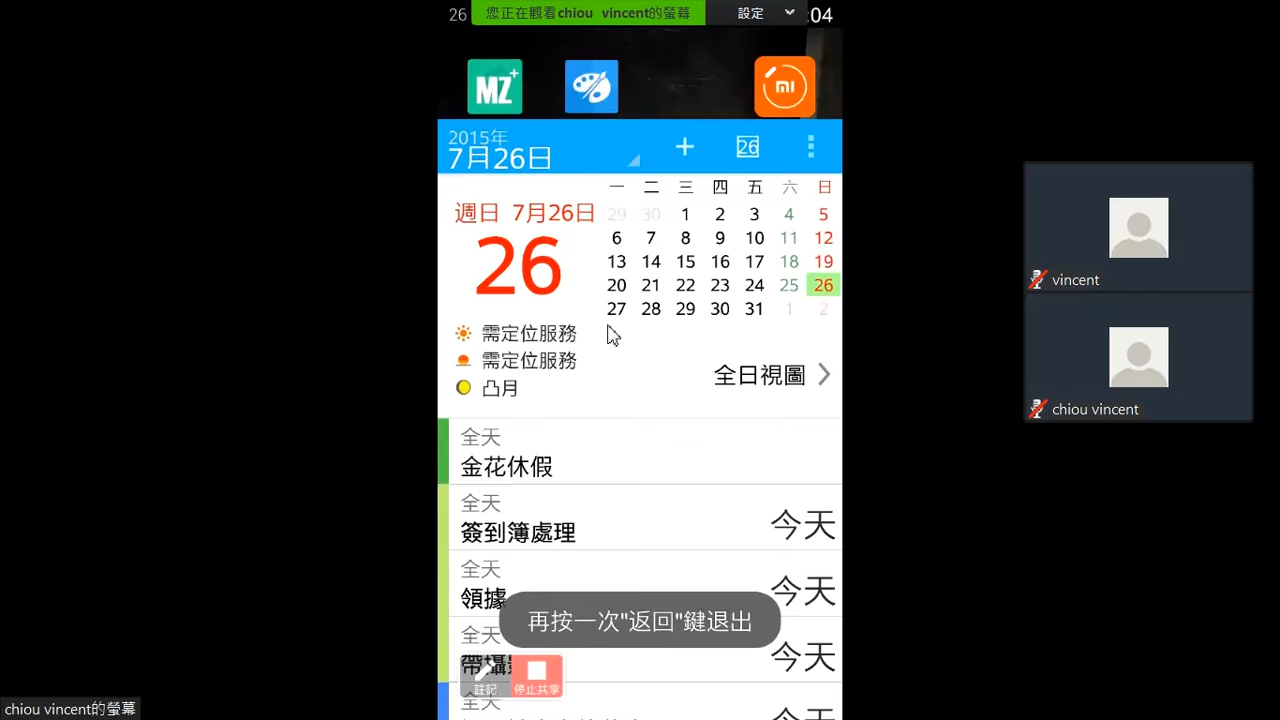 26
您正在觀看chiou vincent的螢幕
設定
:04
MZ+
mi
2015年
7月26日
26
一 二 三 四 五 六 日
週日 7月26日
26
29 30 1 2 3 4 5
6 7 8 9 10 11 12
13 14 15 16 17 18 19
20 21 22 23 24 25 26
27 28 29 30 31 1 2
需定位服務
需定位服務
凸月
全日視圖
全天
金花休假
全天
簽到簿處理
今天
全天
領據
今天
再按一次"返回"鍵退出
全天
帶攝
今天
註記
停止共享
全天
vincent
chiou vincent
chiou vincent的螢幕